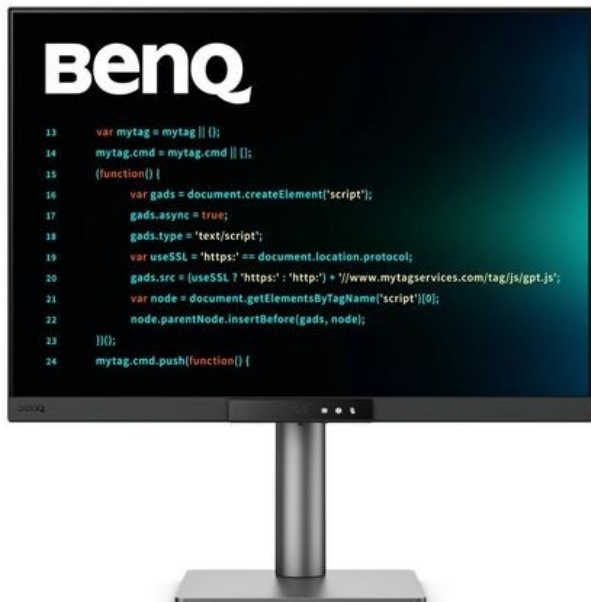 BenQ
13 var mytag = mytag || {};
14 mytag.cmd = mytag.cmd || [];
15 (function() {
16 var gads = document.createElement('script');
17 gads.async = true;
18 gads.type = 'text/script';
19 var useSSL = 'https:' == document.location.protocol;
20 gads.src = (useSSL ? 'https:' : 'http:') + '//www.mytagservices.com/tag/js/gpt.js';
21 var node = document.getElementsByTagName('script')[0];
22 node.parentNode.insertBefore(gads, node);
23 })();
24 mytag.cmd.push(function() {
BenQ